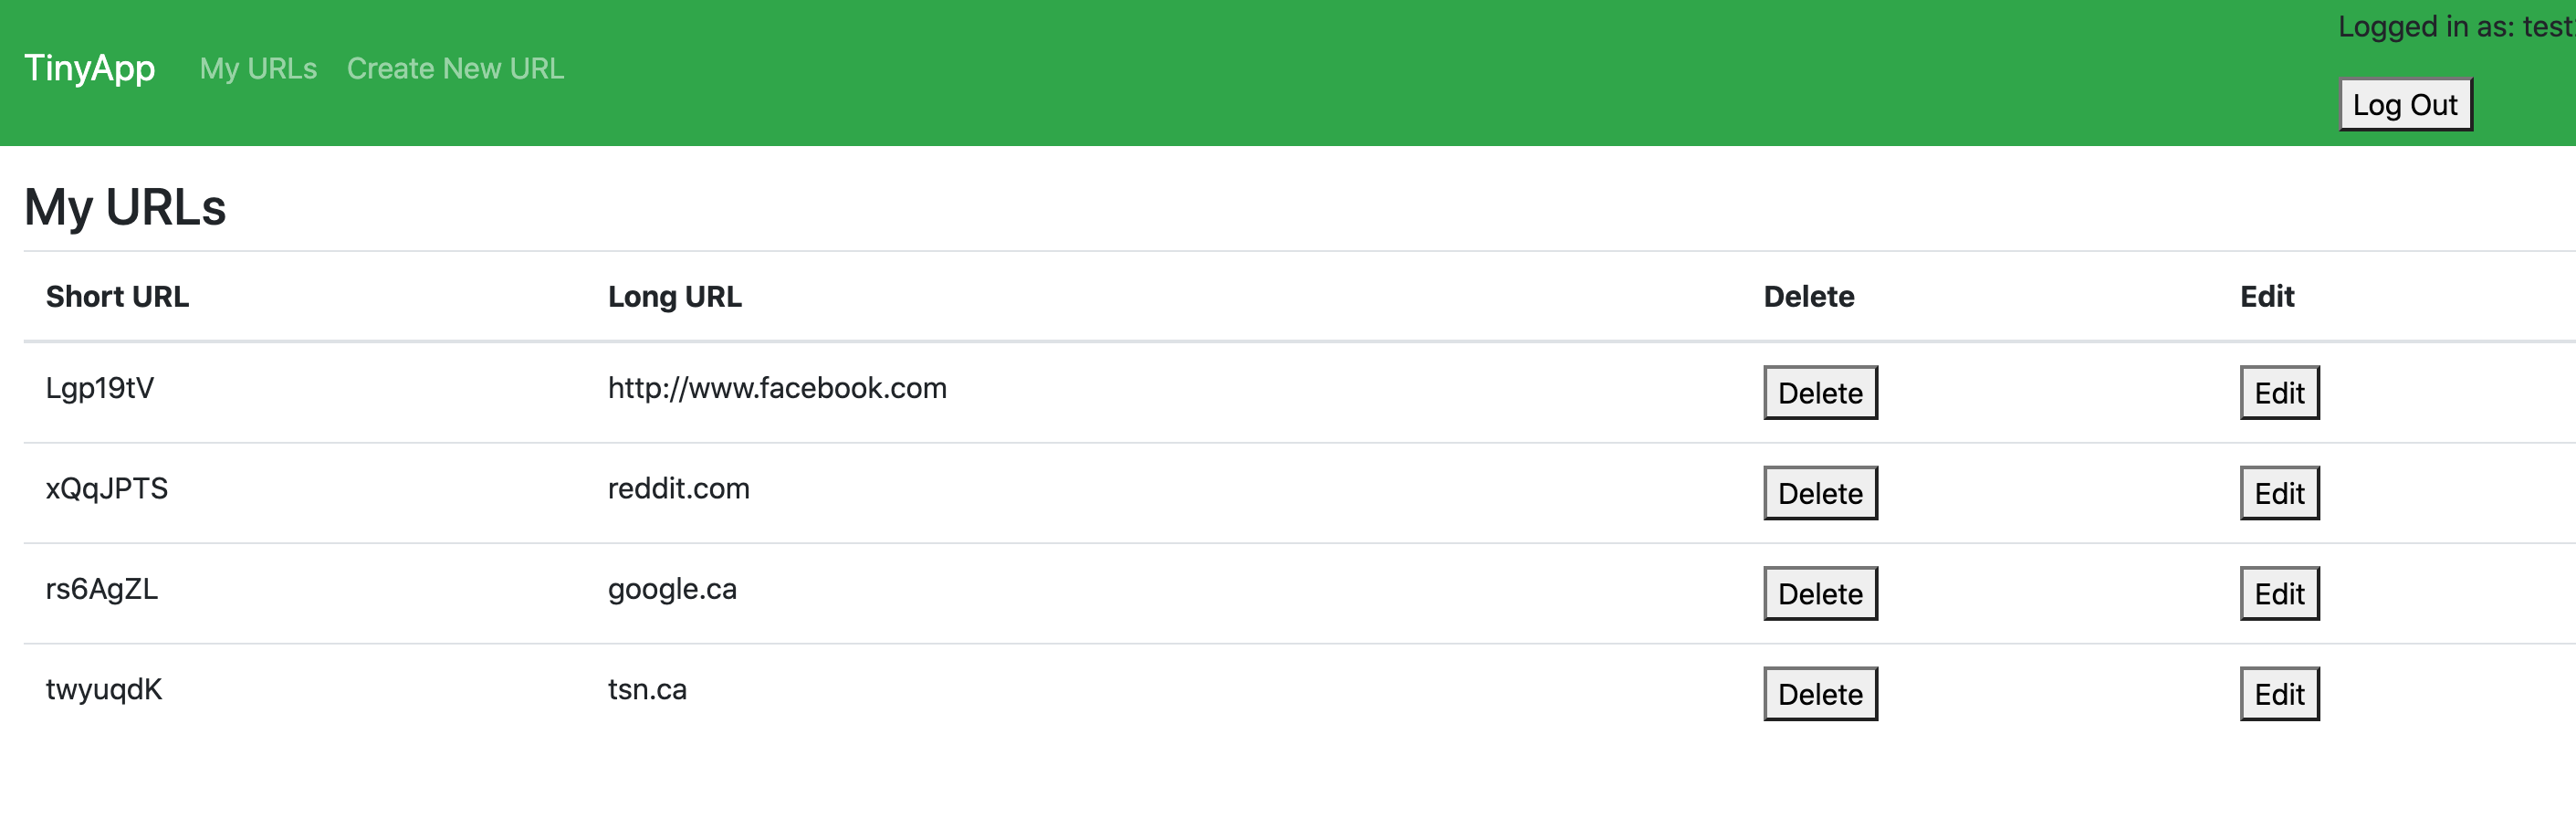 TinyApp My URLs Create New URL
Logged in as: test
Log Out
My URLs
Short URL Long URL Delete Edit
Lgp19tV http://www.facebook.com Delete Edit
xQqJPTS reddit.com Delete Edit
rs6AgZL google.ca Delete Edit
twyuqdK tsn.ca Delete Edit